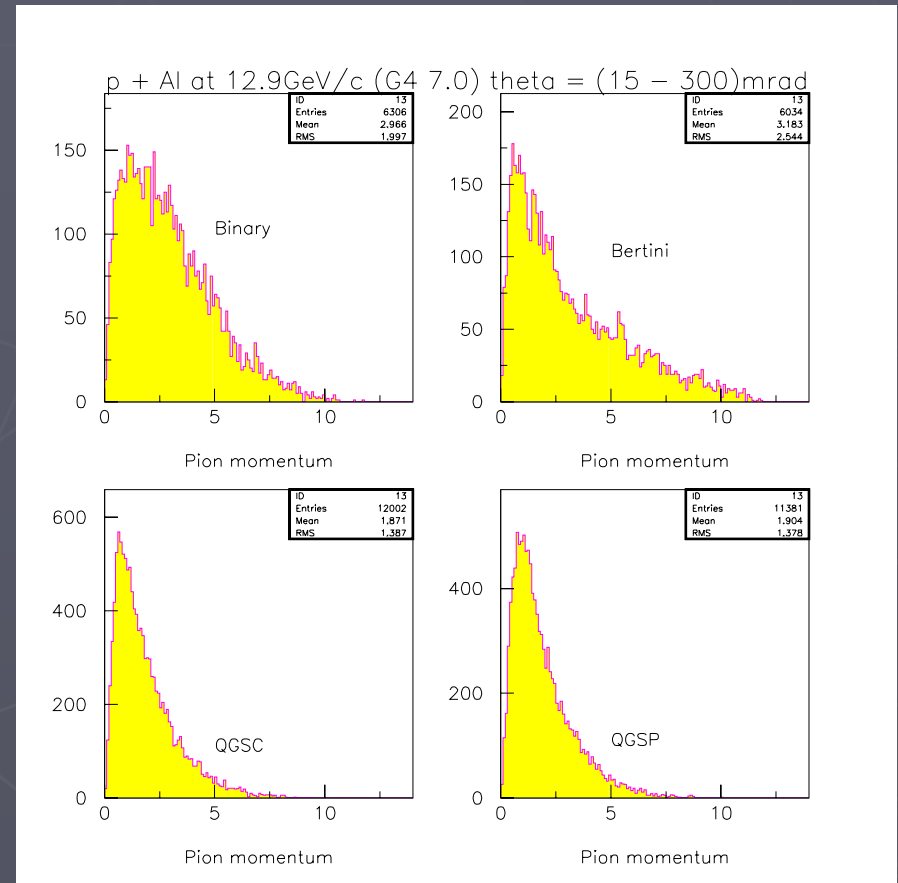 p + Al at 12.9GeV/c (G4 7.0) theta = (15 − 300)mrad
ID 13
Entries 6306
Mean 2.966
RMS 1.997
150
100
50
0
Binary
0 5 10
Pion momentum
ID 13
Entries 6034
Mean 3.183
RMS 2.544
200
150
100
50
0
Bertini
0 5 10
Pion momentum
ID 13
Entries 12002
Mean 1.871
RMS 1.387
600
400
200
0
QGSC
0 5 10
Pion momentum
ID 13
Entries 11381
Mean 1.904
RMS 1.378
400
200
0
QGSP
0 5 10
Pion momentum